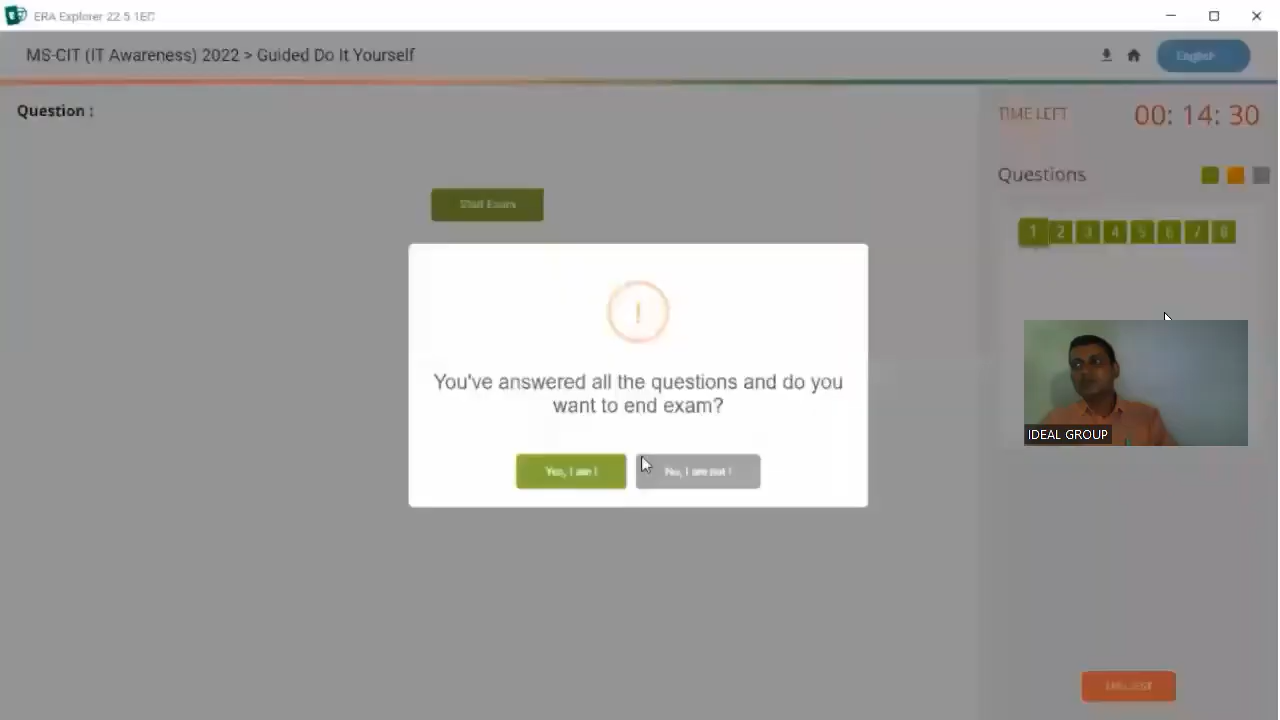 ERA Explorer 22.5 1EC
MS-CIT (IT Awareness) 2022 > Guided Do It Yourself
English
Question :
TIME LEFT
00: 14: 30
Questions
Start Exam
1 2 3 4 5 6 7 8
!
You've answered all the questions and do you
want to end exam?
Yes, I am !
No, I am not !
IDEAL GROUP